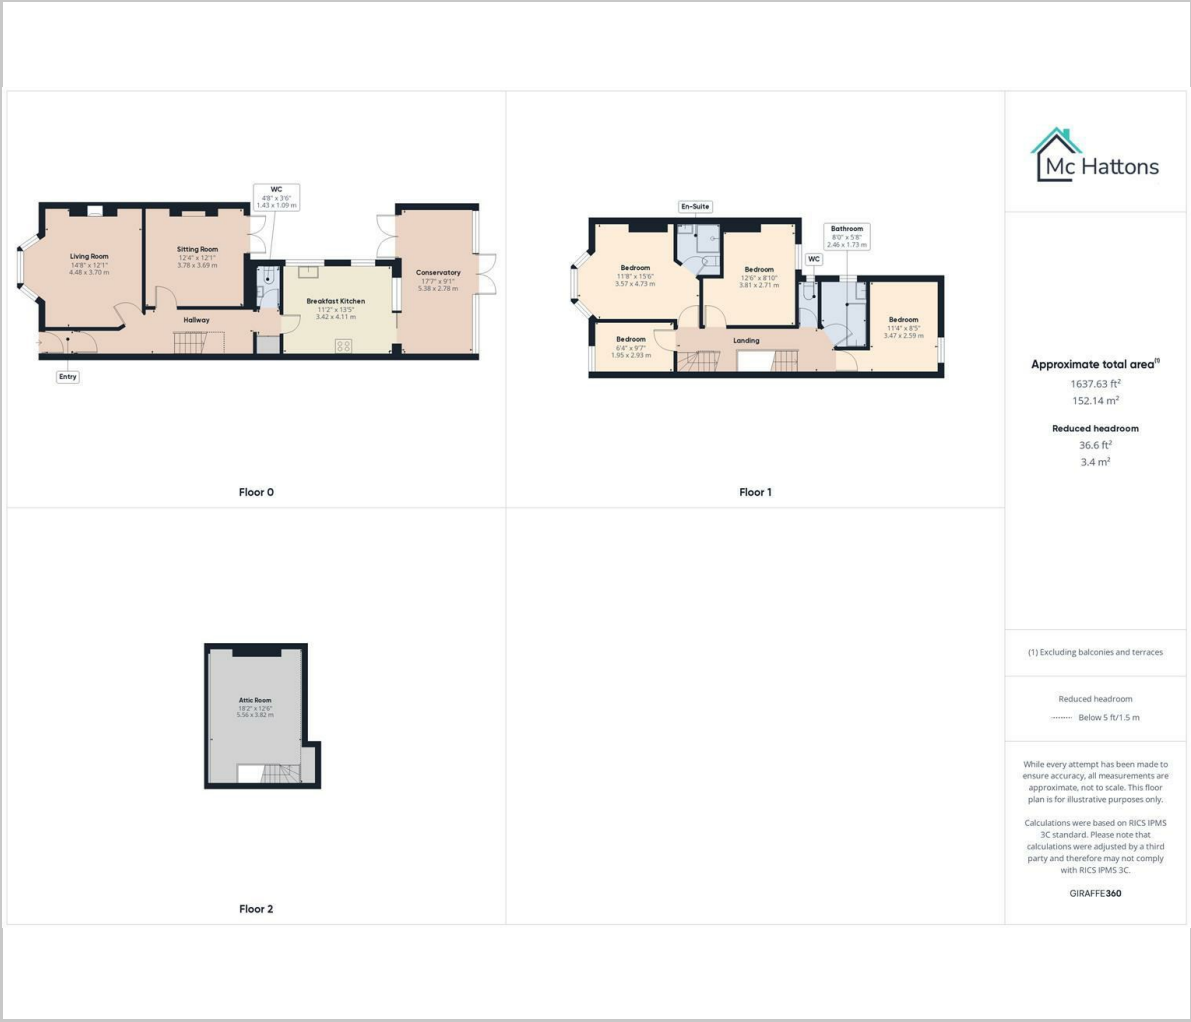 WC
4'8" x 3'6"
1.43 x 1.09 m
Living Room
14'8" x 12'1"
4.48 x 3.70 m
Sitting Room
12'4" x 12'1"
3.78 x 3.69 m
Conservatory
17'7" x 9'1"
5.38 x 2.78 m
Breakfast Kitchen
11'2" x 13'5"
3.42 x 4.11 m
Hallway
Entry
Floor 0
En-Suite
Bathroom
8'0" x 5'8"
2.46 x 1.73 m
WC
Bedroom
11'8" x 15'6"
3.57 x 4.73 m
Bedroom
12'6" x 8'10"
3.81 x 2.71 m
Bedroom
11'4" x 8'5"
3.47 x 2.59 m
Bedroom
6'4" x 9'7"
1.95 x 2.93 m
Landing
Floor 1
Attic Room
18'2" x 12'6"
5.56 x 3.82 m
Floor 2
Mc Hattons
Approximate total area(1)
1637.63 ft²
152.14 m²
Reduced headroom
36.6 ft²
3.4 m²
(1) Excluding balconies and terraces
Reduced headroom
Below 5 ft/1.5 m
While every attempt has been made to
ensure accuracy, all measurements are
approximate, not to scale. This floor
plan is for illustrative purposes only.
Calculations were based on RICS IPMS
3C standard. Please note that
calculations were adjusted by a third
party and therefore may not comply
with RICS IPMS 3C.
GIRAFFE360